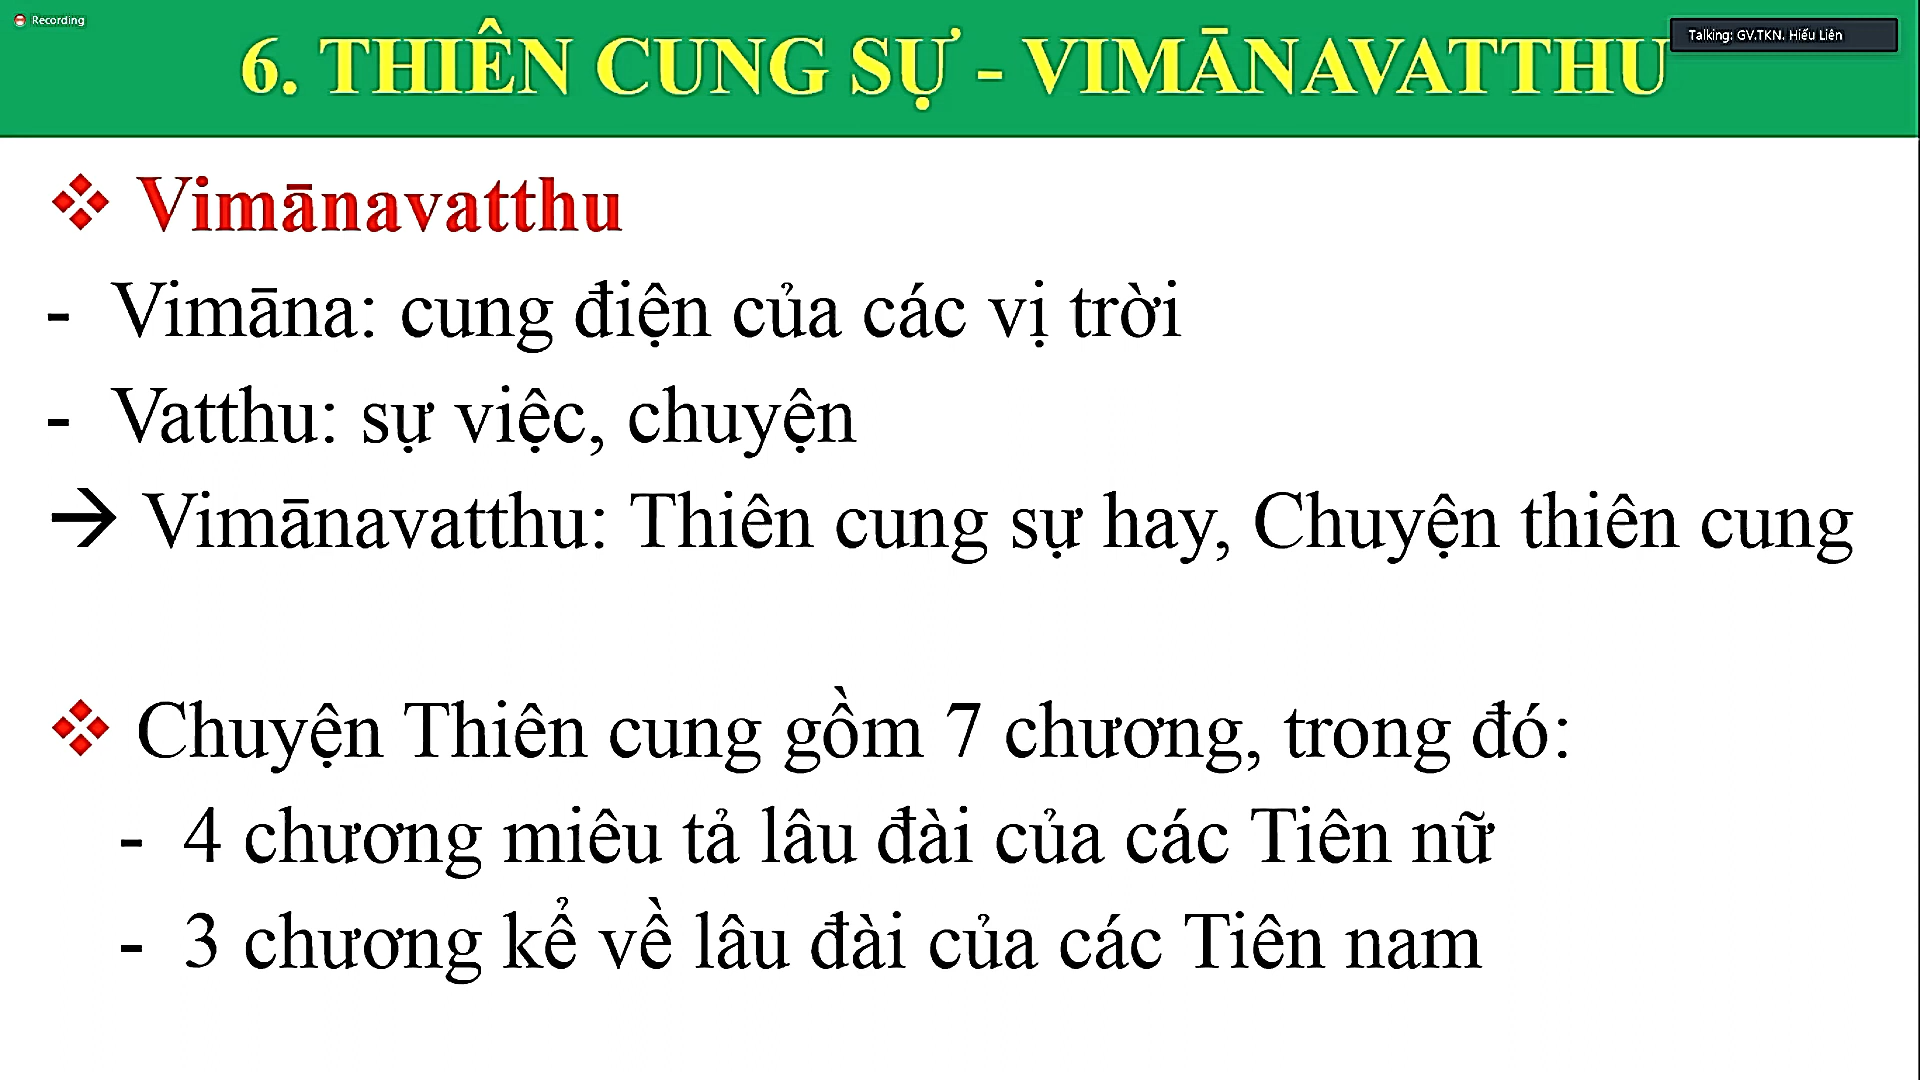 Recording
Talking: GV.TKN. Hiếu Liên
6. THIÊN CUNG SỰ - VIMĀNAVATTHU
❖ Vimānavatthu
- Vimāna: cung điện của các vị trời
- Vatthu: sự việc, chuyện
→ Vimānavatthu: Thiên cung sự hay, Chuyện thiên cung
❖ Chuyện Thiên cung gồm 7 chương, trong đó:
- 4 chương miêu tả lâu đài của các Tiên nữ
- 3 chương kể về lâu đài của các Tiên nam